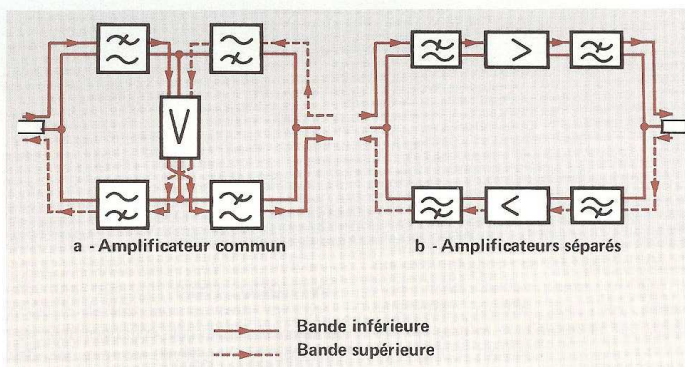 a - Amplificateur commun
b - Amplificateurs séparés
Bande inférieure
Bande supérieure